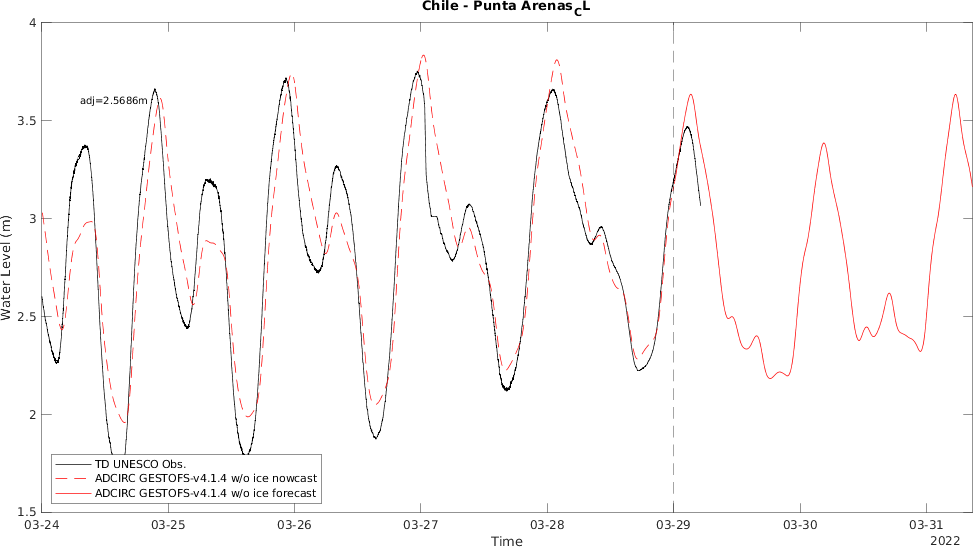 Chile - Punta Arenas_CL
4
adj=2.5686m
3.5
3
2.5
2
1.5
Water Level (m)
TD UNESCO Obs.
ADCIRC GESTOFS-v4.1.4 w/o ice nowcast
ADCIRC GESTOFS-v4.1.4 w/o ice forecast
03-24 03-25 03-26 03-27 03-28 03-29 03-30 03-31
Time
2022